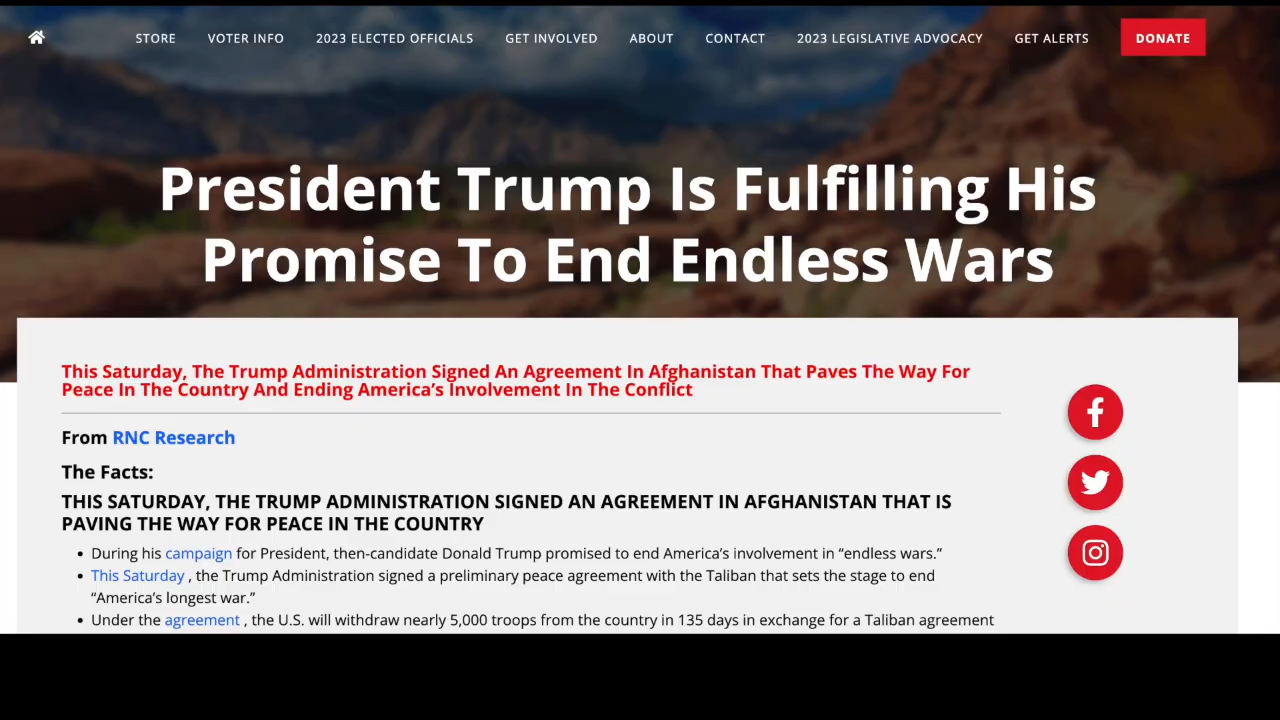 STORE VOTER INFO 2023 ELECTED OFFICIALS GET INVOLVED ABOUT CONTACT 2023 LEGISLATIVE ADVOCACY GET ALERTS DONATE
President Trump Is Fulfilling His
Promise To End Endless Wars
This Saturday, The Trump Administration Signed An Agreement In Afghanistan That Paves The Way For
Peace In The Country And Ending America’s Involvement In The Conflict
From RNC Research
The Facts:
THIS SATURDAY, THE TRUMP ADMINISTRATION SIGNED AN AGREEMENT IN AFGHANISTAN THAT IS
PAVING THE WAY FOR PEACE IN THE COUNTRY
• During his campaign for President, then-candidate Donald Trump promised to end America’s involvement in “endless wars.”
• This Saturday , the Trump Administration signed a preliminary peace agreement with the Taliban that sets the stage to end
“America’s longest war.”
• Under the agreement , the U.S. will withdraw nearly 5,000 troops from the country in 135 days in exchange for a Taliban agreement